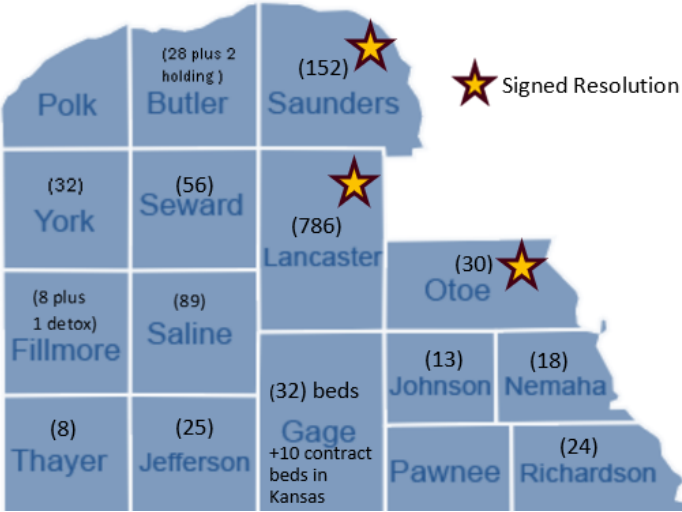 (28 plus 2
holding )
(152)
Signed Resolution
Polk
Butler
Saunders
(32)
(56)
York
Seward
(786)
Lancaster
(30)
Otoe
(8 plus
1 detox)
(89)
Fillmore
Saline
(13)
(18)
Johnson
Nemaha
(32) beds
Gage
+10 contract
beds in
Kansas
(8)
(25)
Thayer
Jefferson
(24)
Pawnee
Richardson